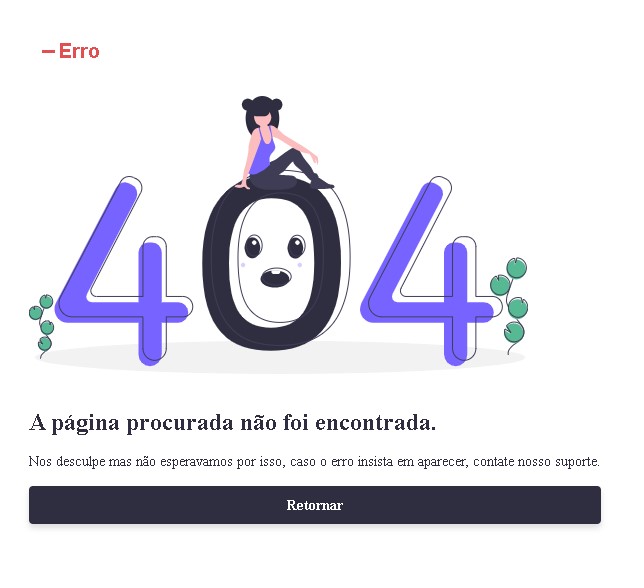 — Erro
404
A página procurada não foi encontrada.
Nos desculpe mas não esperavamos por isso, caso o erro insista em aparecer, contate nosso suporte.
Retornar